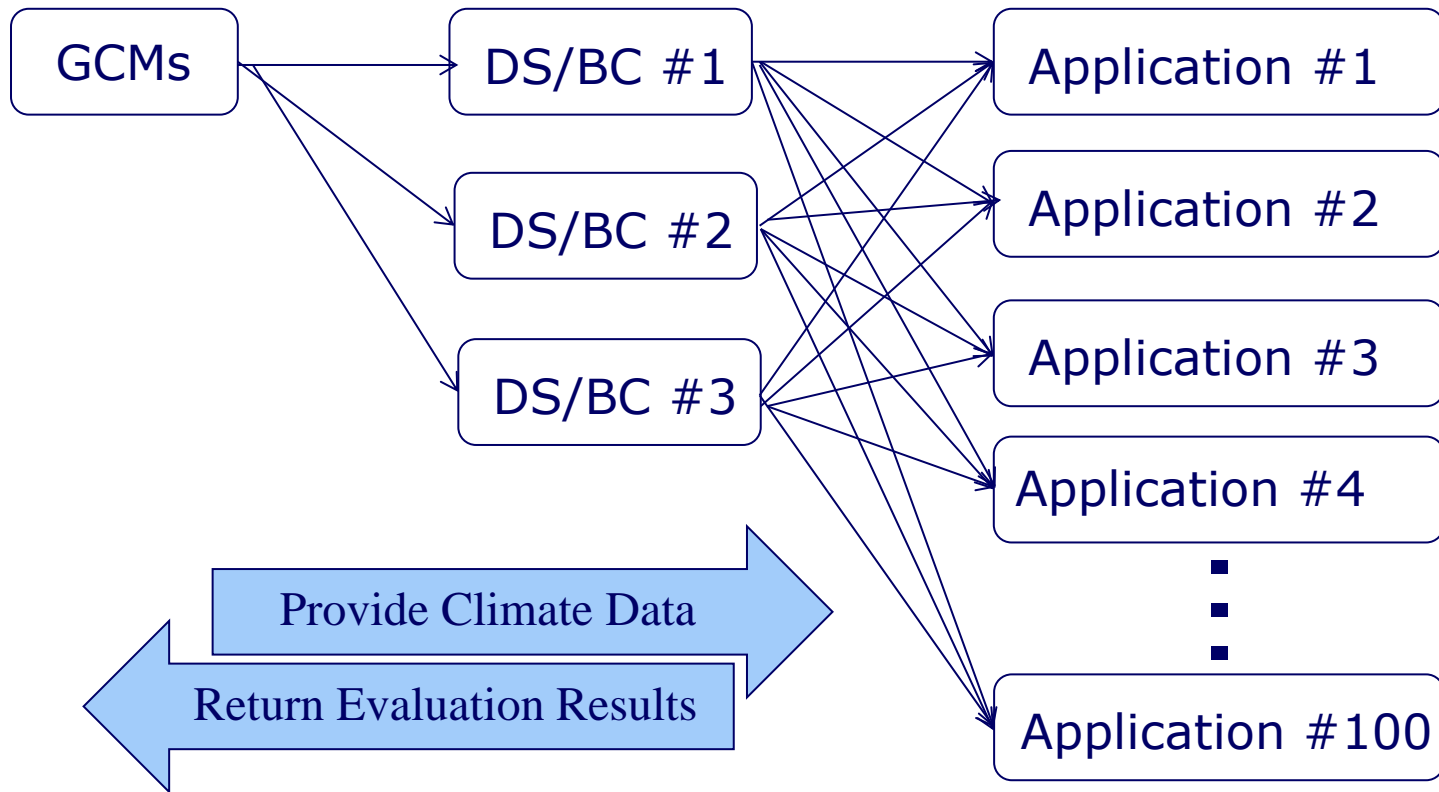 GCMs
DS/BC #1
DS/BC #2
DS/BC #3
Application #1
Application #2
Application #3
Application #4
Application #100
Provide Climate Data
Return Evaluation Results